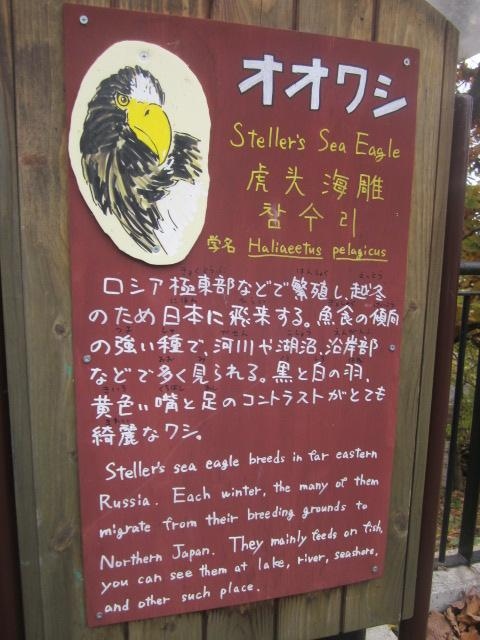 オオワシ
Steller's Sea Eagle
虎头海雕
참수리
学名 Haliaeetus pelagicus
ロシア極東部などで繁殖し越冬
のため日本に飛来する。魚食の傾向
の強い種で、河川や湖沼、沿岸部
などで多く見られる。黒と白の羽、
黄色い嘴と足のコントラストがとても
綺麗なワシ。
Steller's sea eagle breeds in far eastern
Russia. Each winter, the many of them
migrate from their breeding grounds to
Northern Japan. They mainly feeds on fish,
you can see them at lake, river, seashore,
and other such place.